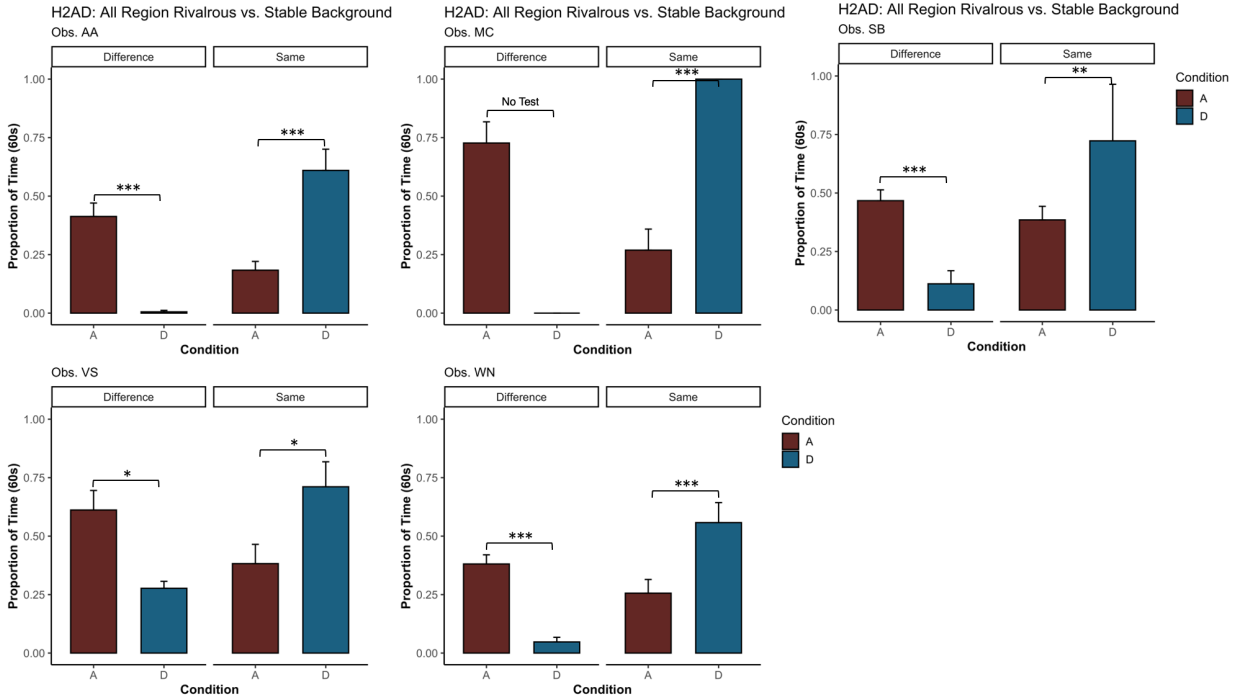 H2AD: All Region Rivalrous vs. Stable Background
Obs. AA
Difference
Same
1.00
0.75
0.50
0.25
0.00
Proportion of Time (60s)
***
***
A
D
A
D
Condition
H2AD: All Region Rivalrous vs. Stable Background
Obs. MC
Difference
Same
1.00
0.75
0.50
0.25
0.00
Proportion of Time (60s)
No Test
***
A
D
A
D
Condition
H2AD: All Region Rivalrous vs. Stable Background
Obs. SB
Difference
Same
1.00
0.75
0.50
0.25
0.00
Proportion of Time (60s)
***
**
A
D
A
D
Condition
Condition
A
D
Obs. VS
Difference
Same
1.00
0.75
0.50
0.25
0.00
Proportion of Time (60s)
*
*
A
D
A
D
Condition
Obs. WN
Difference
Same
1.00
0.75
0.50
0.25
0.00
Proportion of Time (60s)
***
***
A
D
A
D
Condition
Condition
A
D